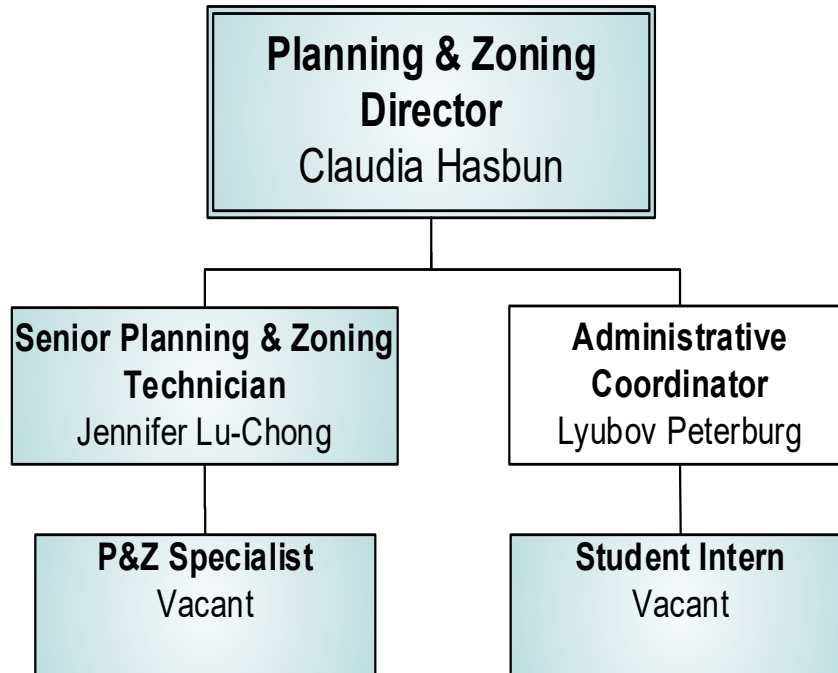 Planning & Zoning
Director
Claudia Hasbun
Senior Planning & Zoning
Technician
Jennifer Lu-Chong
Administrative
Coordinator
Lyubov Peterburg
P&Z Specialist
Vacant
Student Intern
Vacant